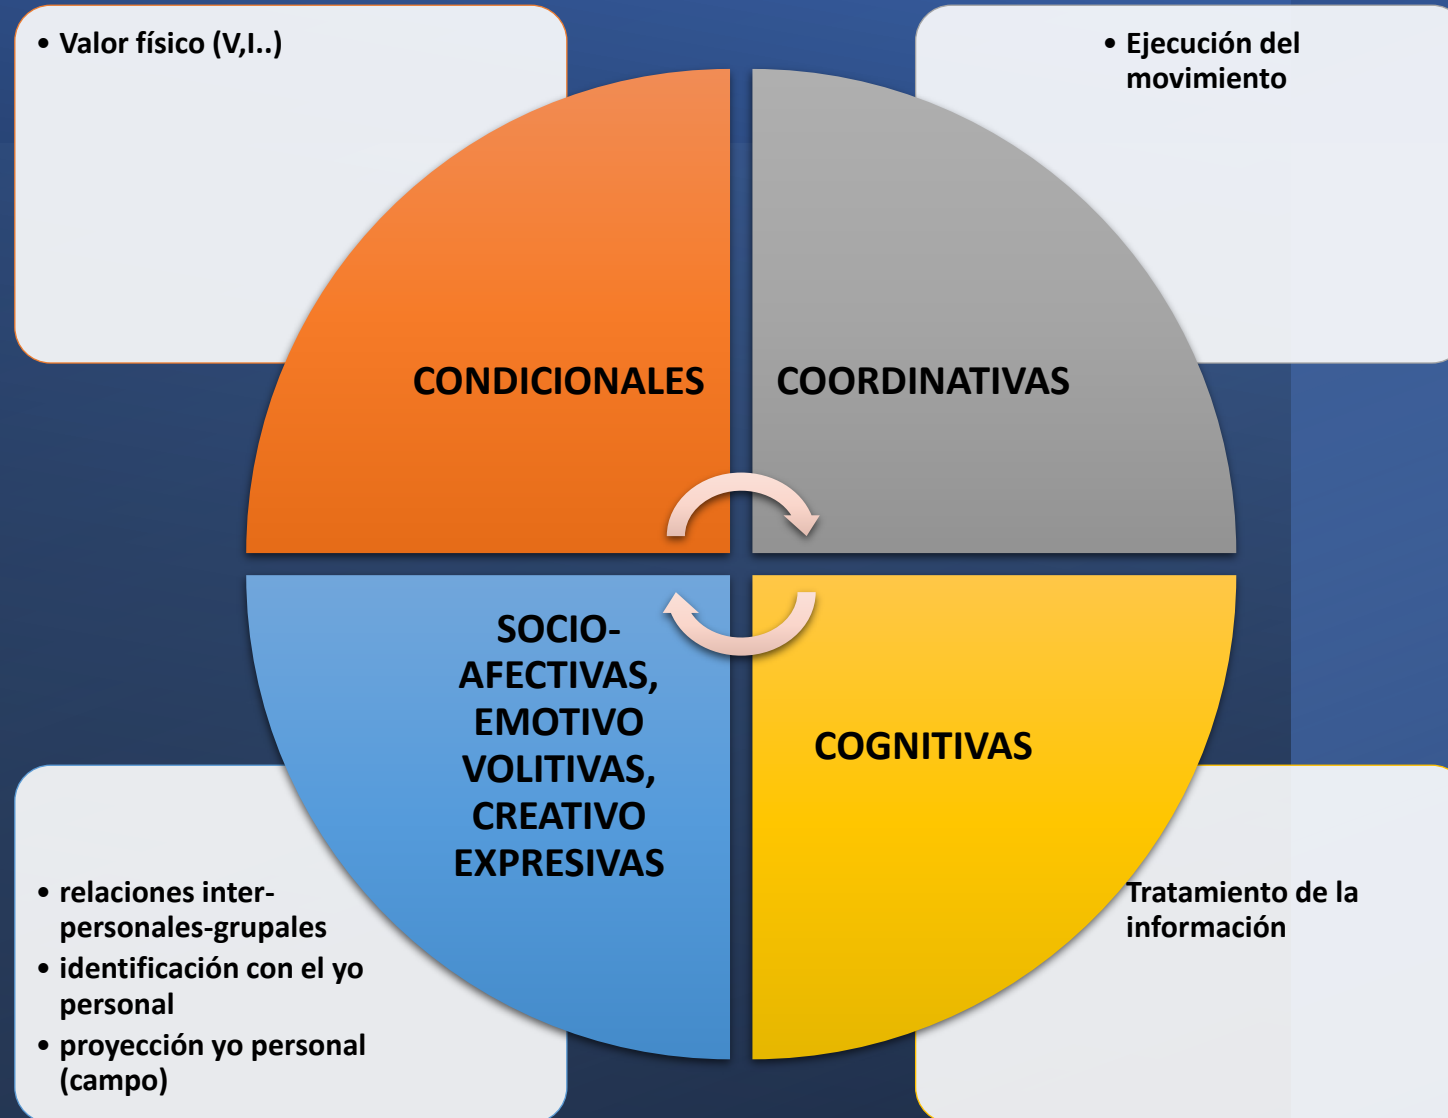 • Valor físico (V,I..)
• Ejecución del
movimiento
CONDICIONALES
COORDINATIVAS
SOCIO-
AFECTIVAS,
EMOTIVO
VOLITIVAS,
CREATIVO
EXPRESIVAS
COGNITIVAS
• relaciones inter-
personales-grupales
• identificación con el yo
personal
• proyección yo personal
(campo)
Tratamiento de la
información